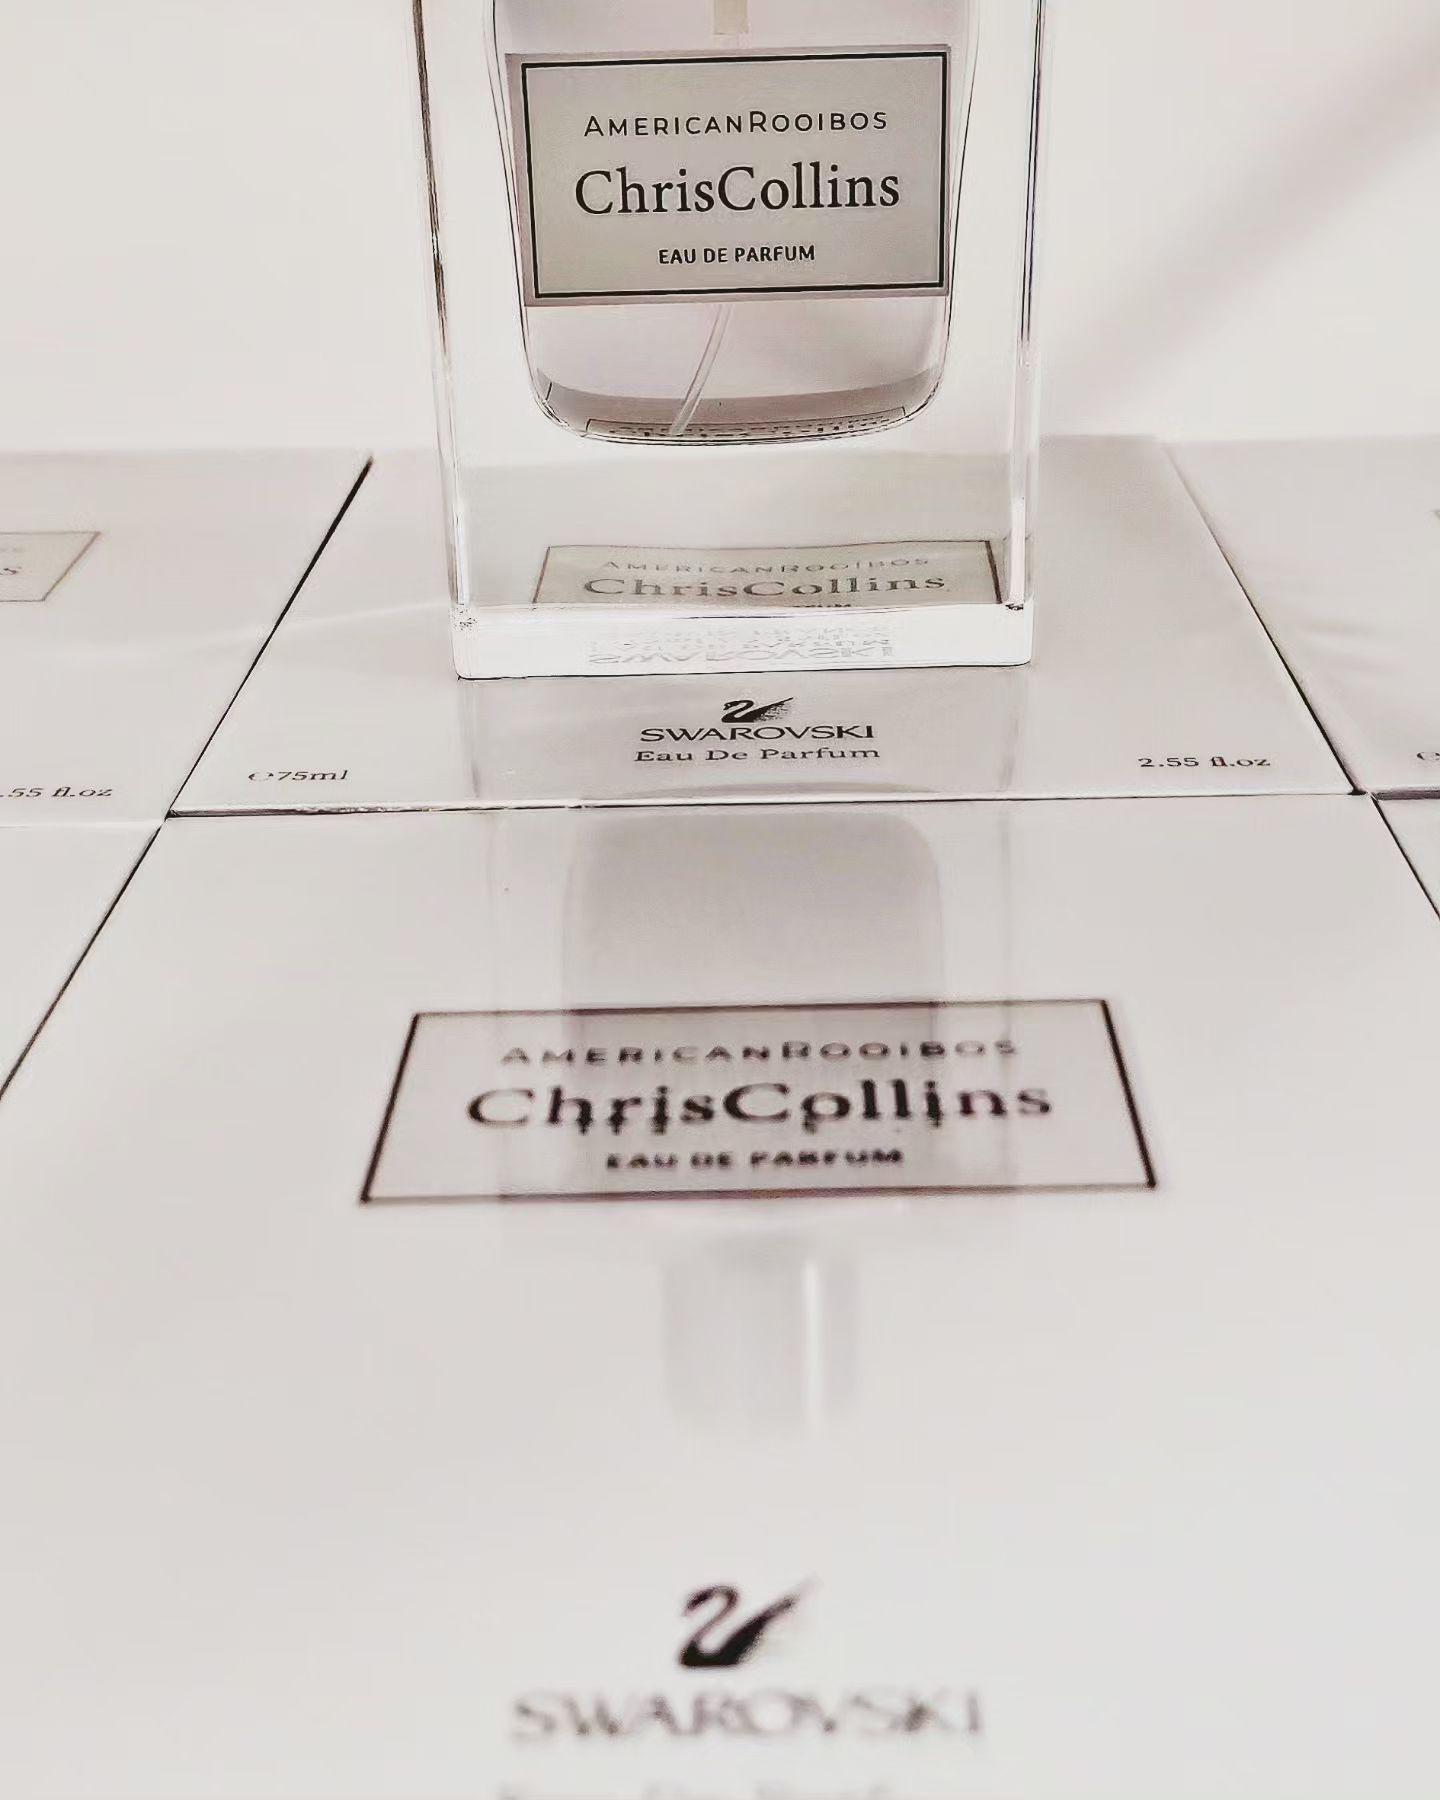 AMERICANROOIBOS
ChrisCollins
EAU DE PARFUM
AMERICANROOIBOS
ChrisCollins
SWAROVSKI
Eau De Parfum
℮75ml
2.55 fl.oz
.55 fl.oz
AMERICANROOIBOS
ChrisCollins
EAU DE PARFUM
SWAROVSKI